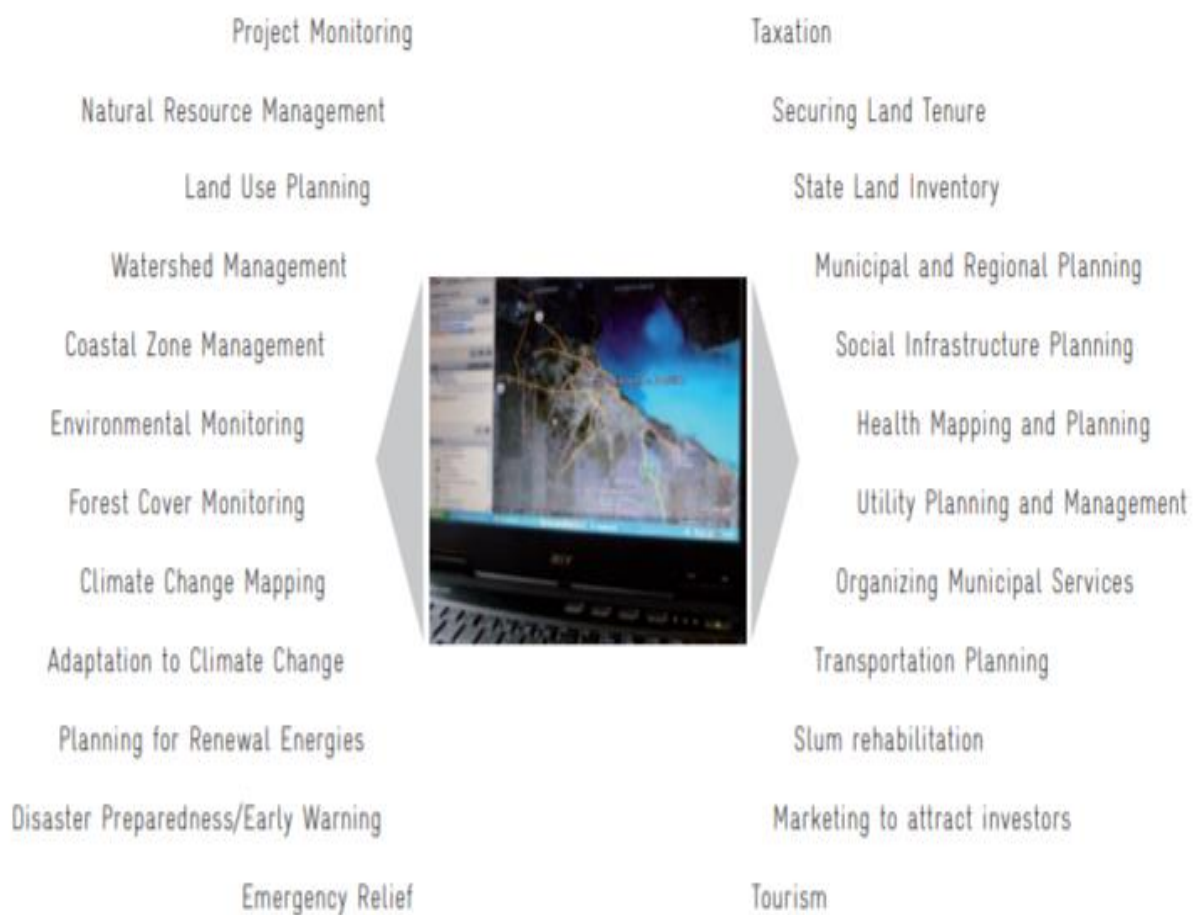 Project Monitoring
Natural Resource Management
Land Use Planning
Watershed Management
Coastal Zone Management
Environmental Monitoring
Forest Cover Monitoring
Climate Change Mapping
Adaptation to Climate Change
Planning for Renewal Energies
Disaster Preparedness/Early Warning
Emergency Relief
Taxation
Securing Land Tenure
State Land Inventory
Municipal and Regional Planning
Social Infrastructure Planning
Health Mapping and Planning
Utility Planning and Management
Organizing Municipal Services
Transportation Planning
Slum rehabilitation
Marketing to attract investors
Tourism